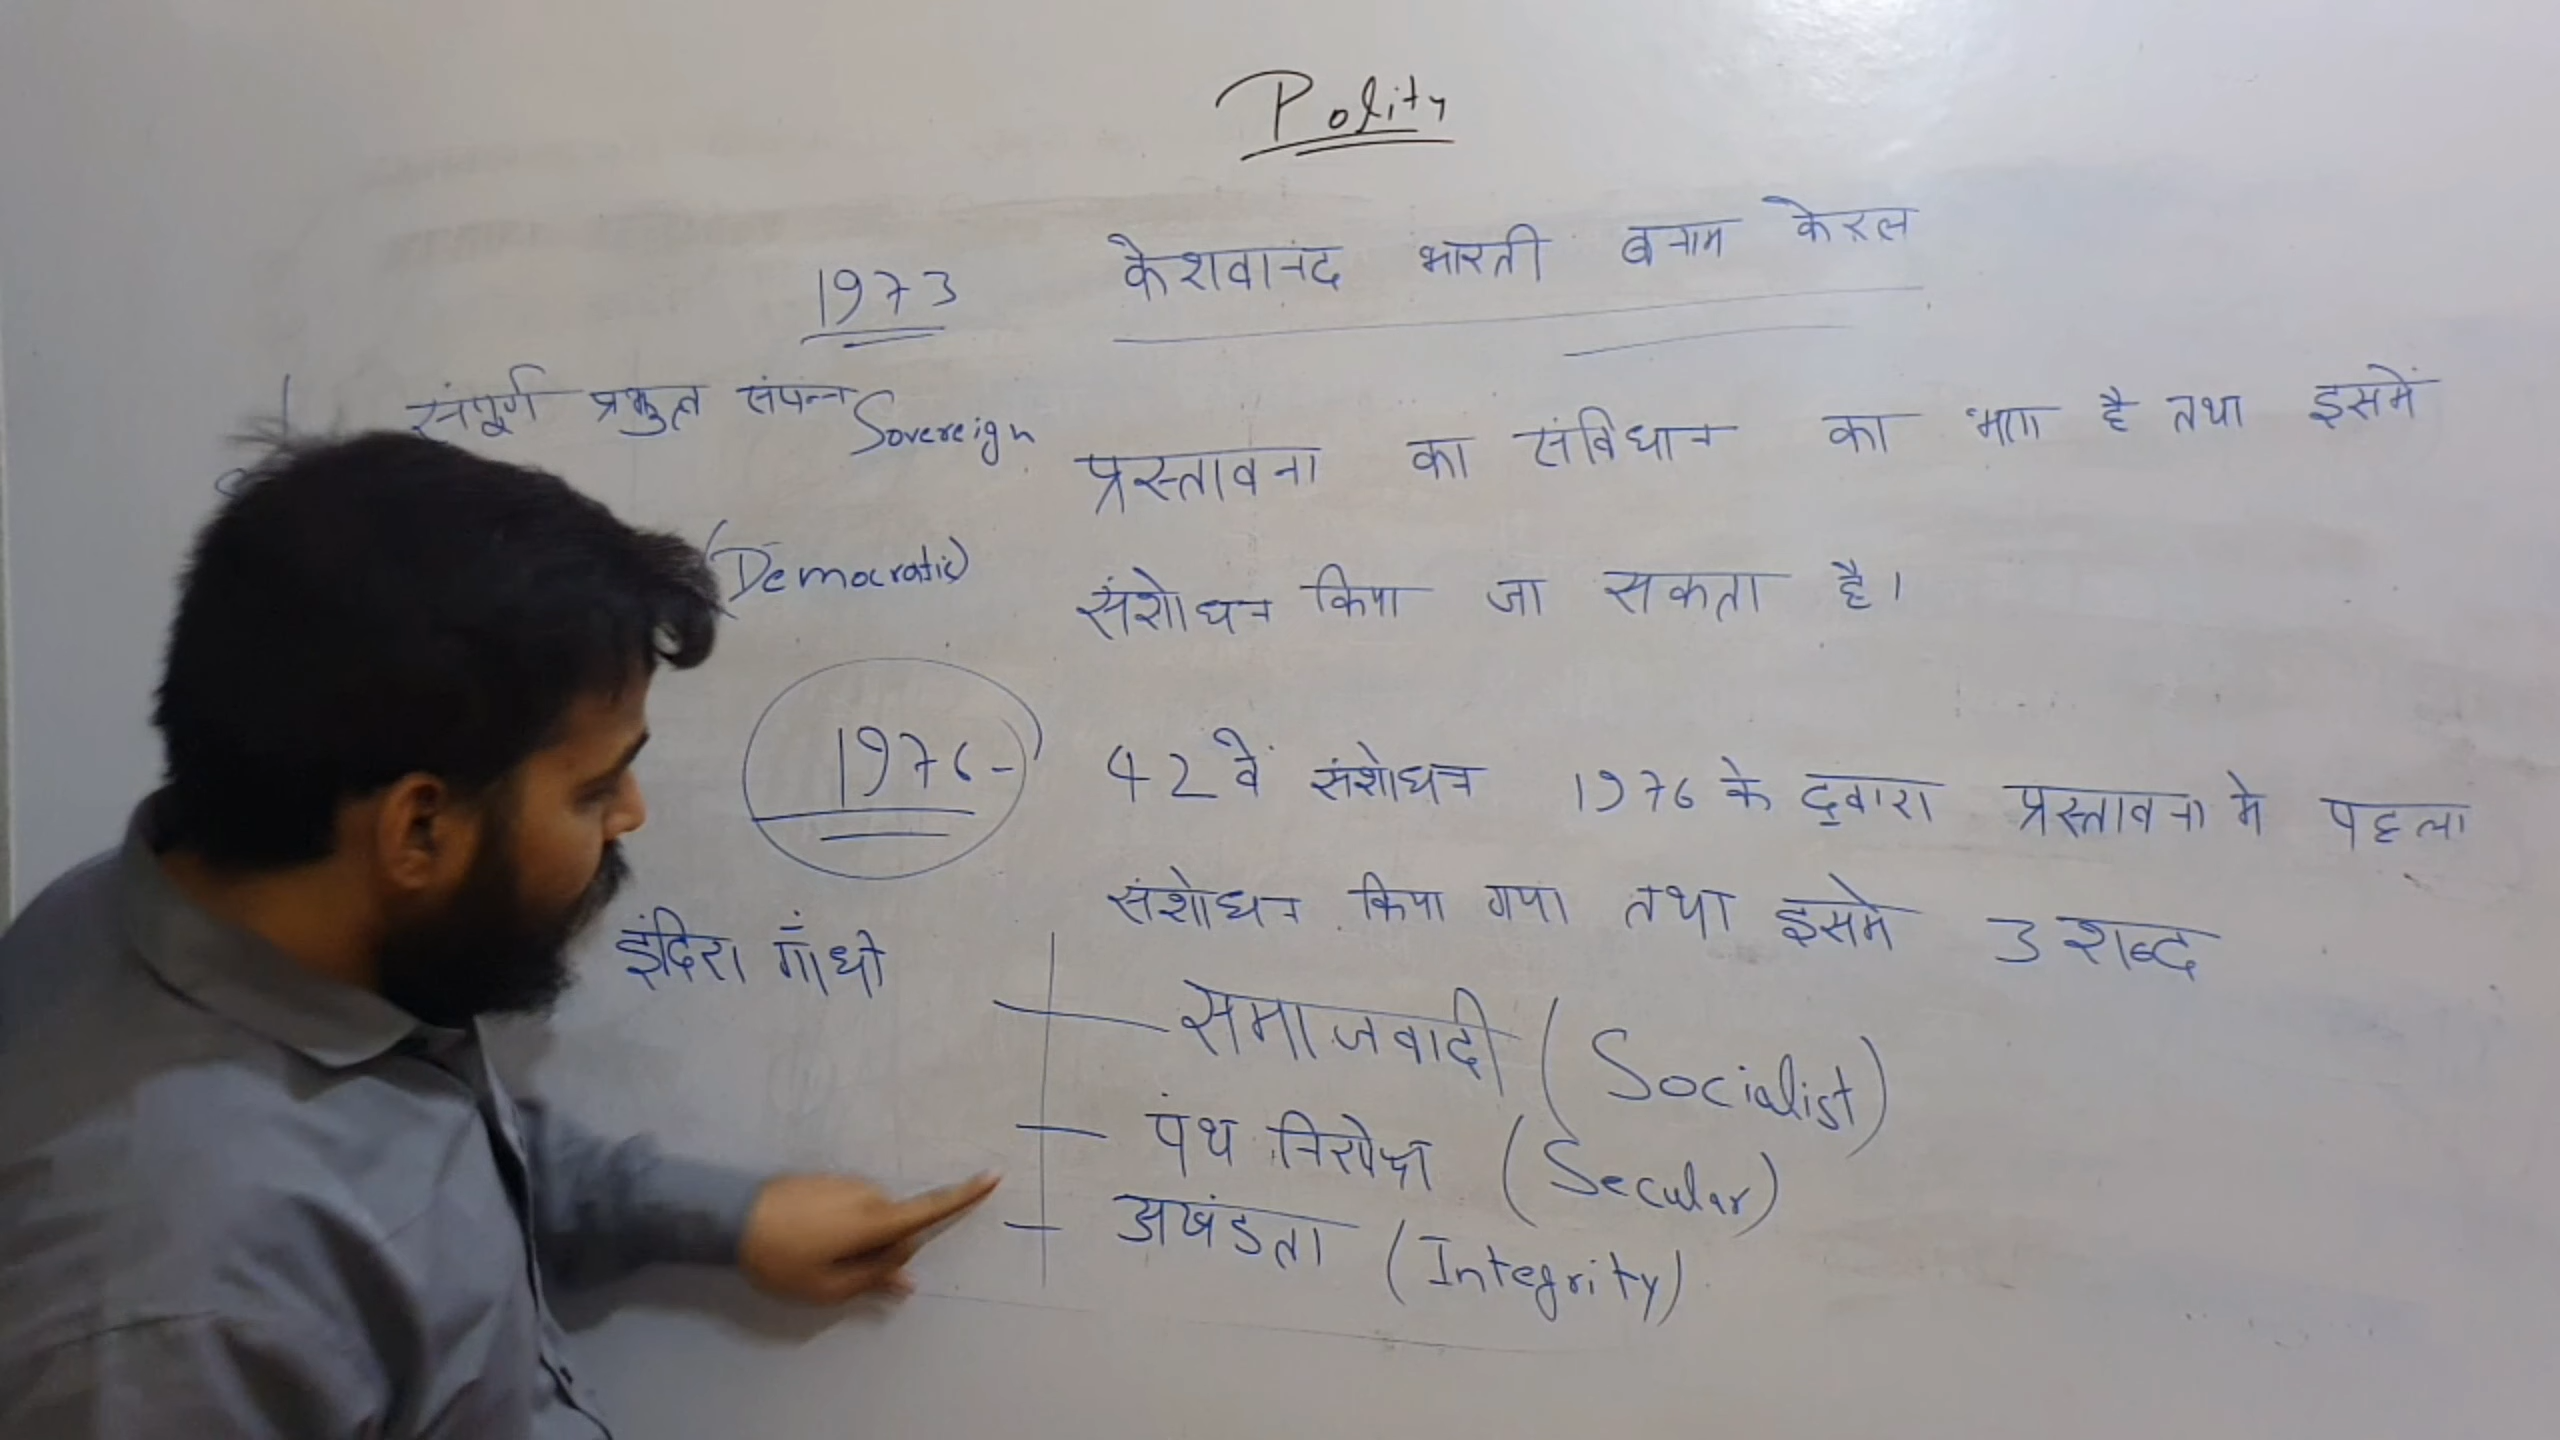 Polity
1973 केशवानंद भारती बनाम केरल
संपूर्ण प्रभुत्व संपन्न Sovereign
प्रस्तावना का संविधान का भाग है तथा इसमें
(Democratic)
संशोधन किया जा सकता है।
1976- 42वें संशोधन 1976 के द्वारा प्रस्तावना मे पहला
संशोधन किया गया तथा इसमे 3 शब्द
इंदिरा गाँधी
समाजवादी (Socialist)
पंथ निरपेक्ष (Secular)
अखंडता (Integrity)